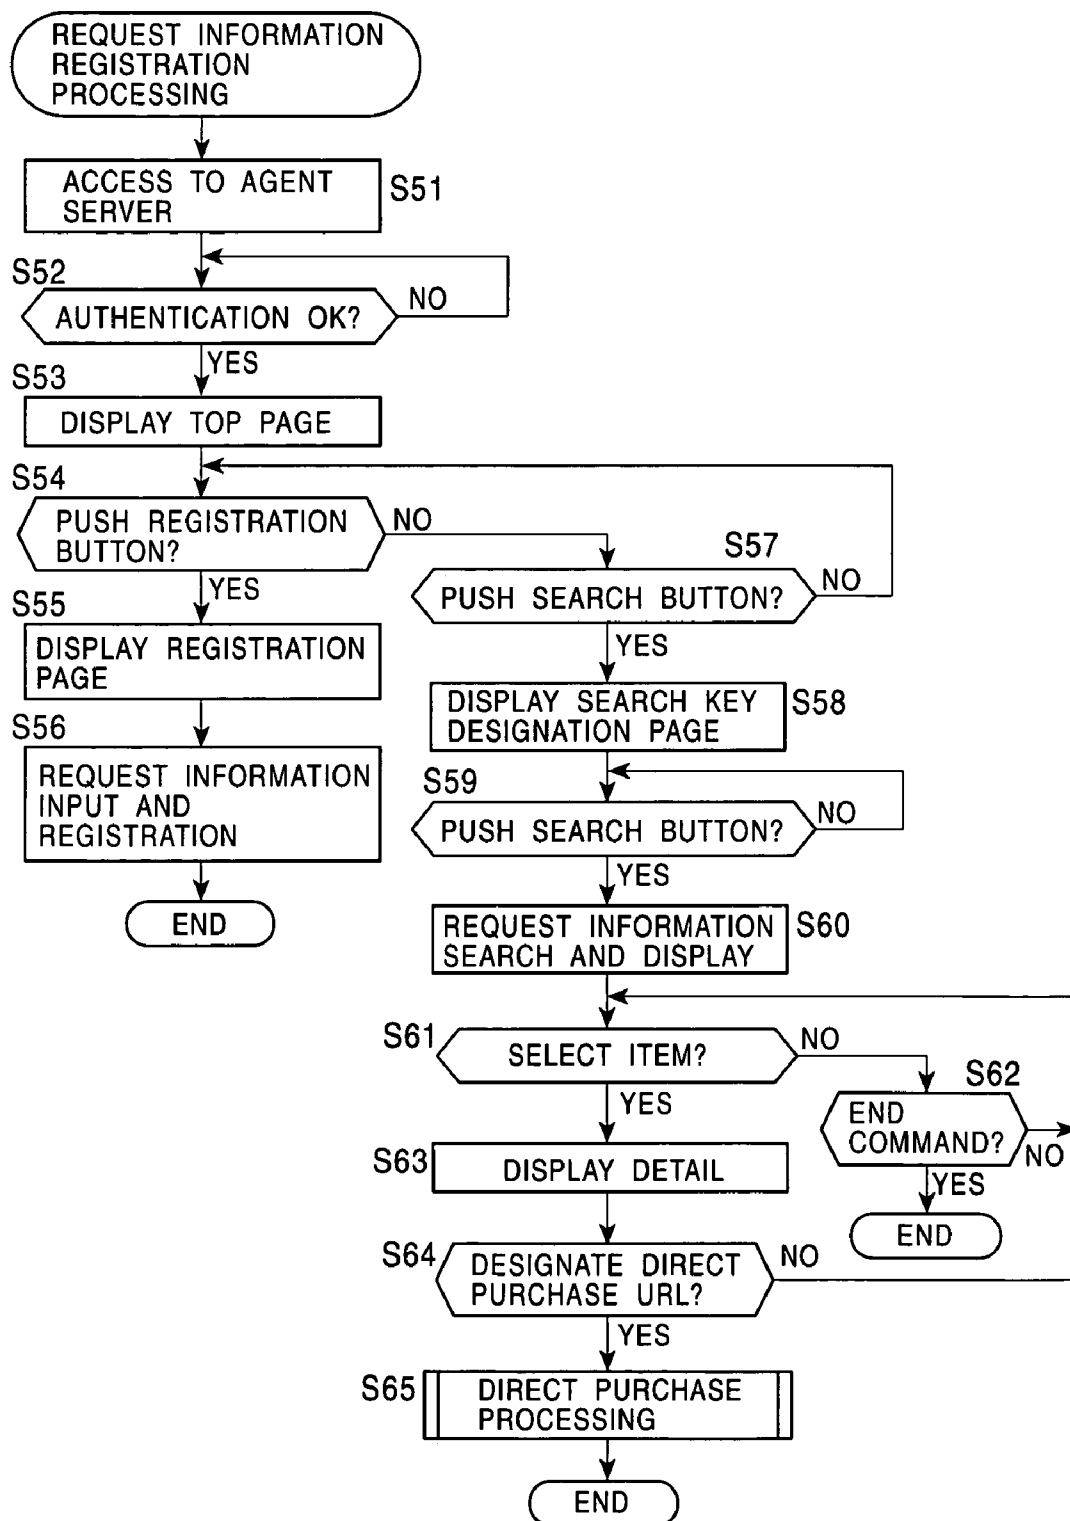 REQUEST INFORMATION
REGISTRATION
PROCESSING
ACCESS TO AGENT
SERVER
S51
S52
AUTHENTICATION OK?
NO
YES
S53
DISPLAY TOP PAGE
S54
PUSH REGISTRATION
BUTTON?
NO
YES
S57
PUSH SEARCH BUTTON?
NO
YES
S55
DISPLAY REGISTRATION
PAGE
S56
REQUEST INFORMATION
INPUT AND
REGISTRATION
END
DISPLAY SEARCH KEY
DESIGNATION PAGE
S58
S59
PUSH SEARCH BUTTON?
NO
YES
REQUEST INFORMATION
SEARCH AND DISPLAY
S60
S61
SELECT ITEM?
NO
YES
S62
END
COMMAND?
NO
YES
END
S63
DISPLAY DETAIL
S64
DESIGNATE DIRECT
PURCHASE URL?
NO
YES
S65
DIRECT PURCHASE
PROCESSING
END